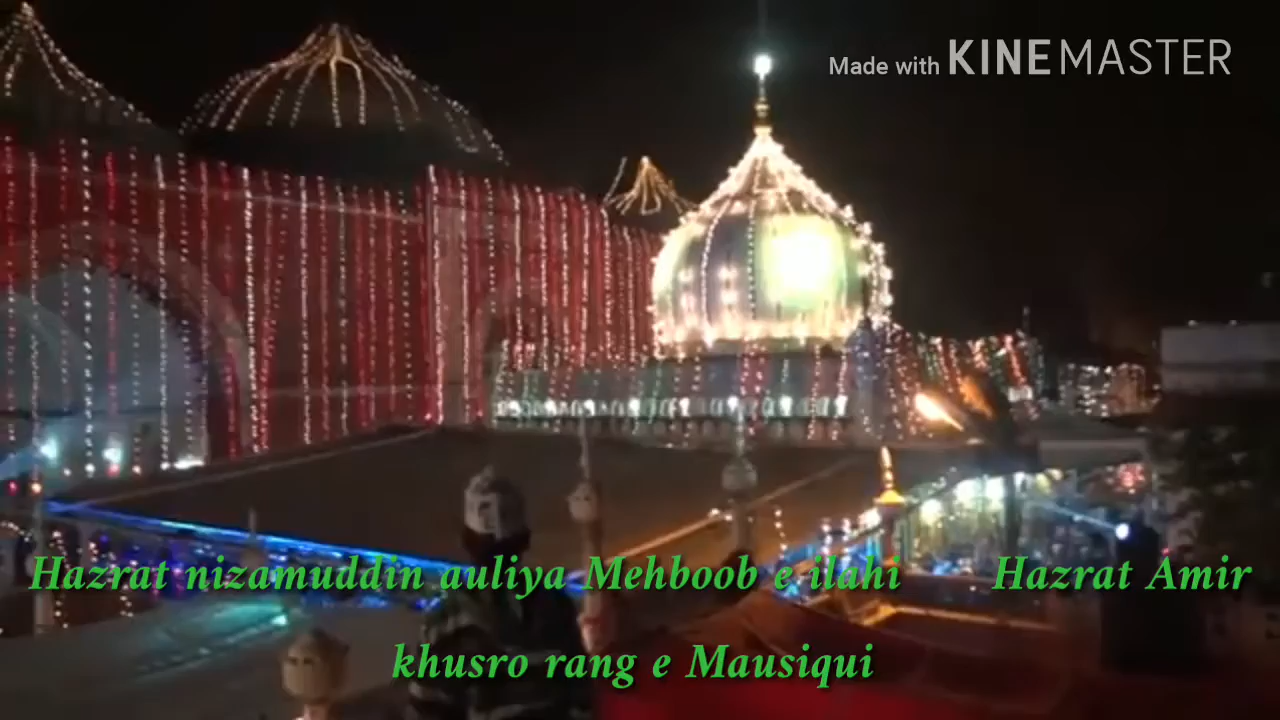 Made with KINEMASTER
Hazrat nizamuddin auliya Mehboob e ilahi Hazrat Amir
khusro rang e Mausiqui